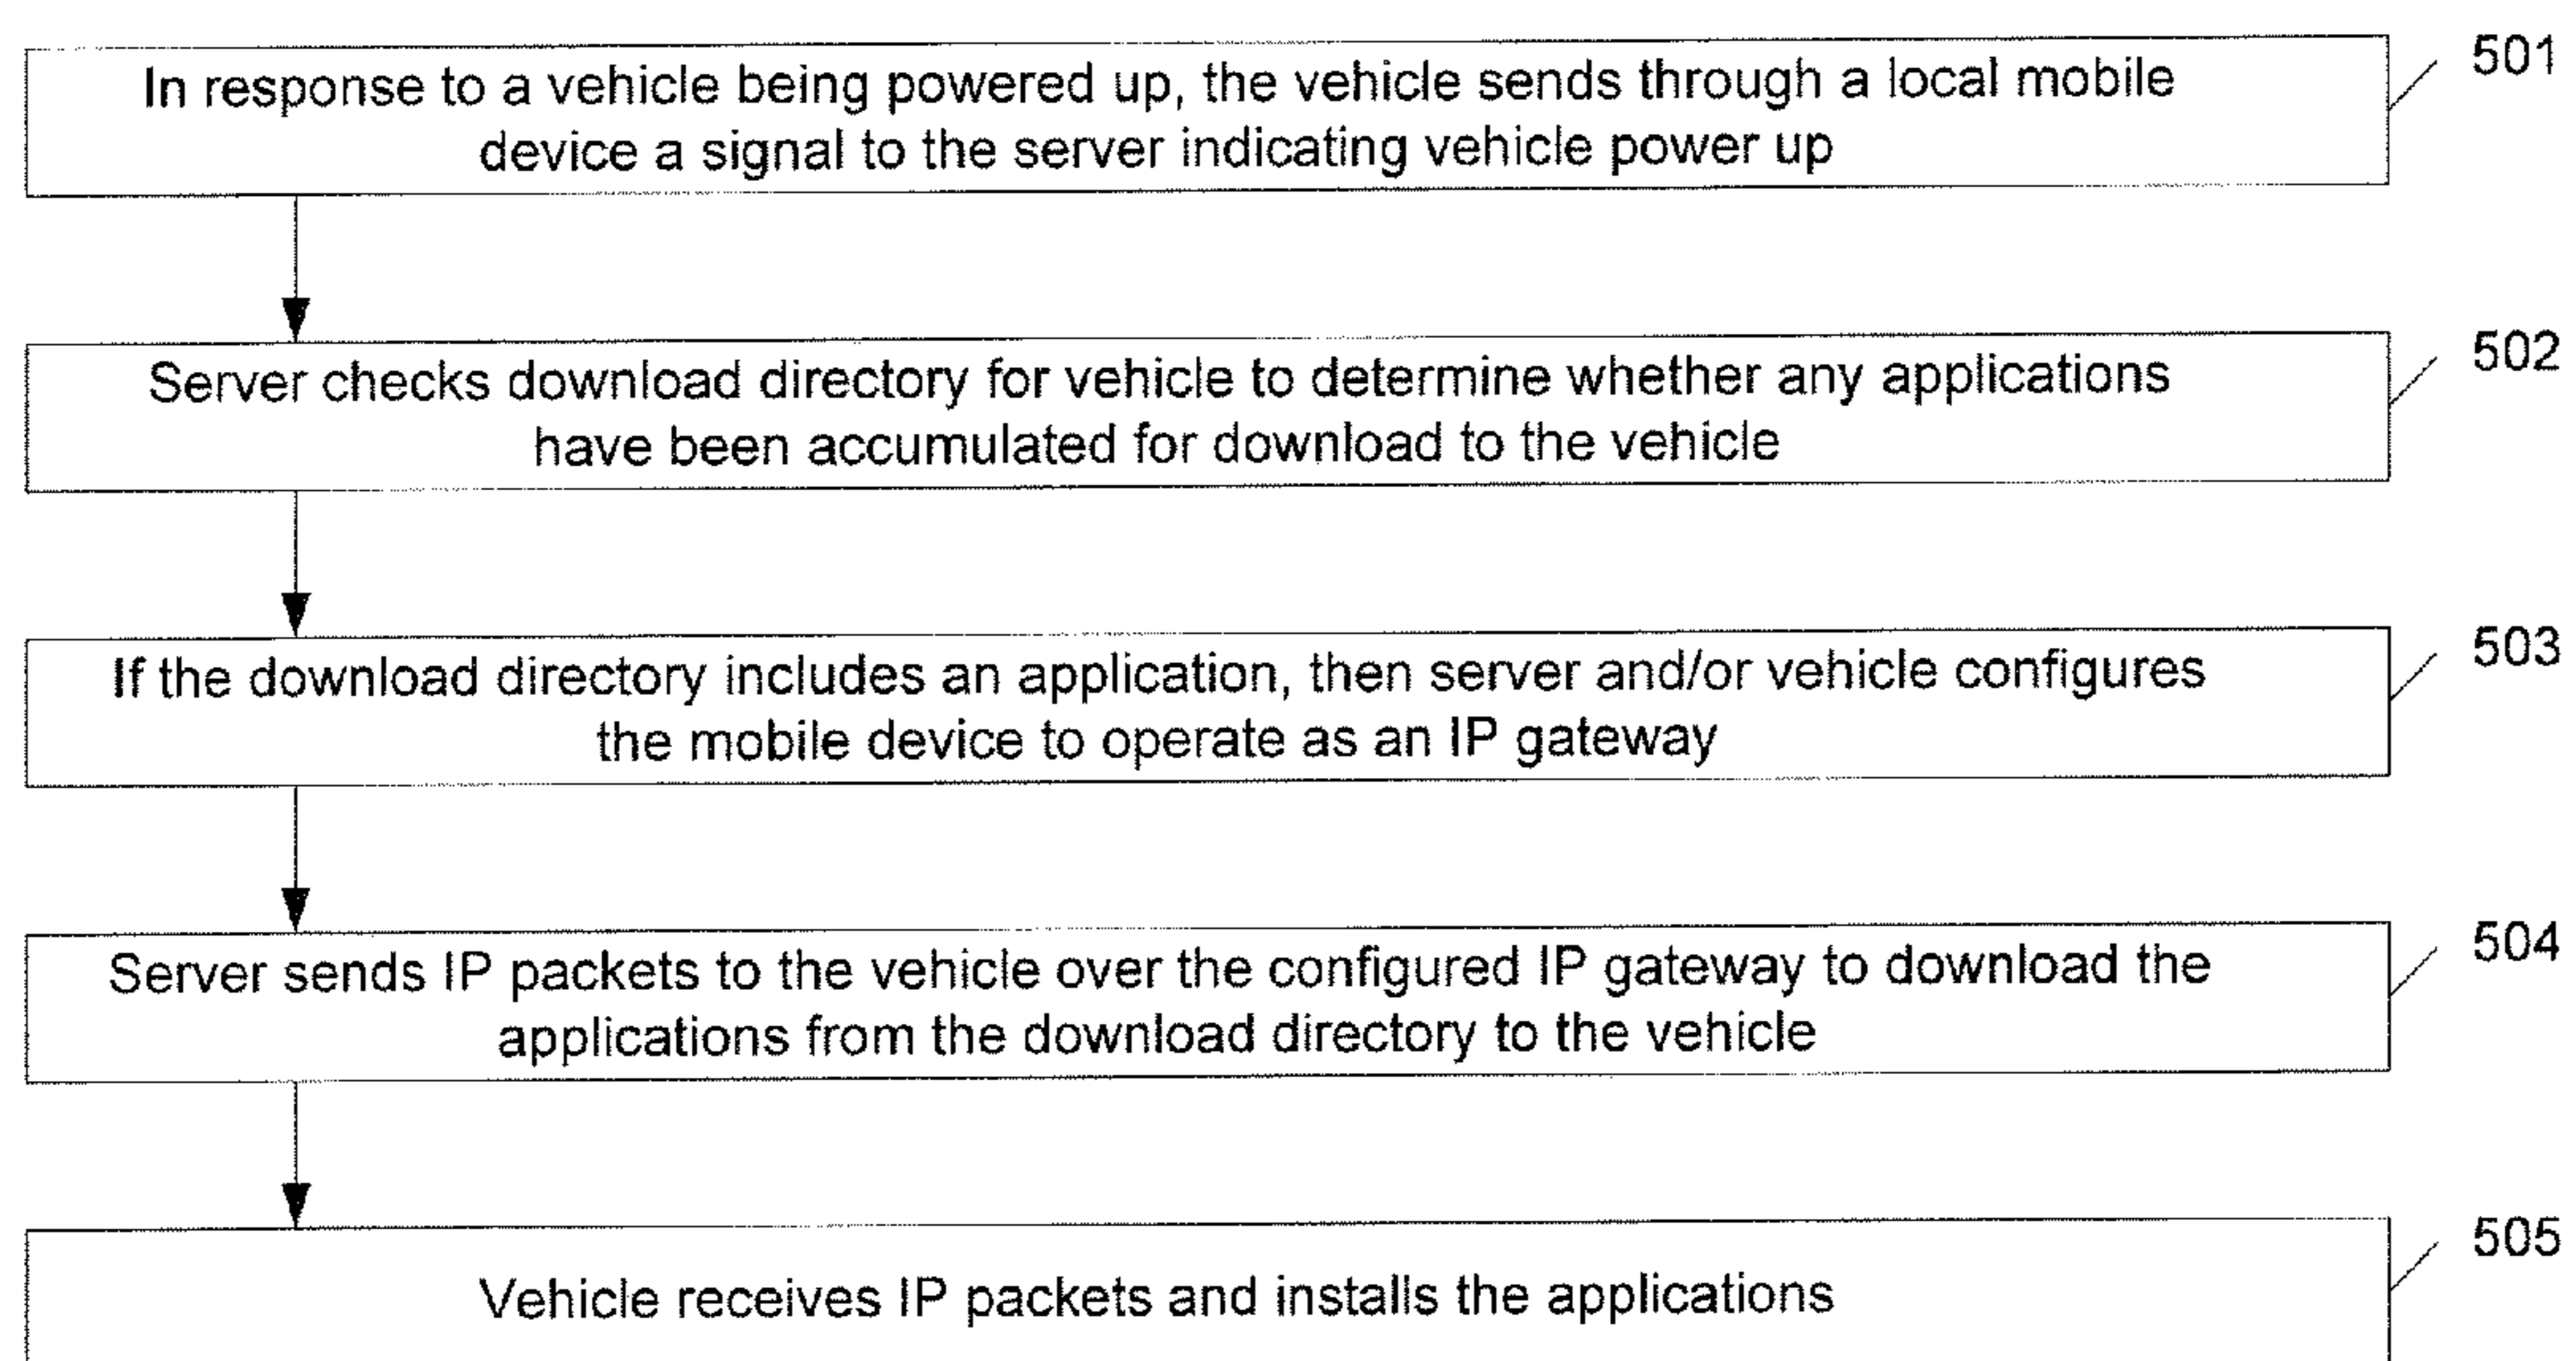 In response to a vehicle being powered up, the vehicle sends through a local mobile
device a signal to the server indicating vehicle power up
501
Server checks download directory for vehicle to determine whether any applications
have been accumulated for download to the vehicle
502
If the download directory includes an application, then server and/or vehicle configures
the mobile device to operate as an IP gateway
503
Server sends IP packets to the vehicle over the configured IP gateway to download the
applications from the download directory to the vehicle
504
Vehicle receives IP packets and installs the applications
505